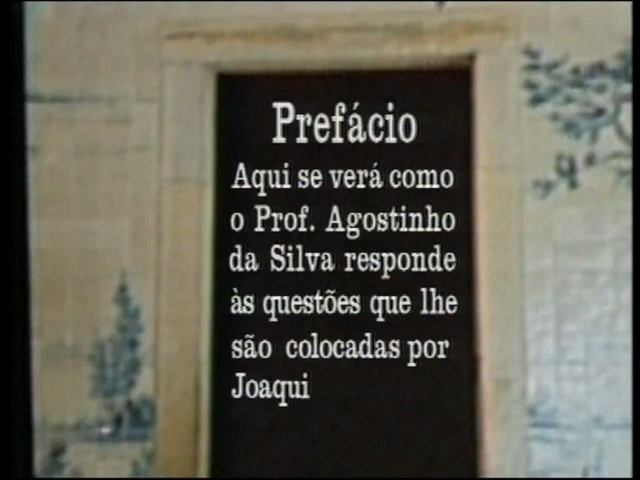 Prefácio
Aqui se verá como
o Prof. Agostinho
da Silva responde
às questões que lhe
são colocadas por
Joaqui